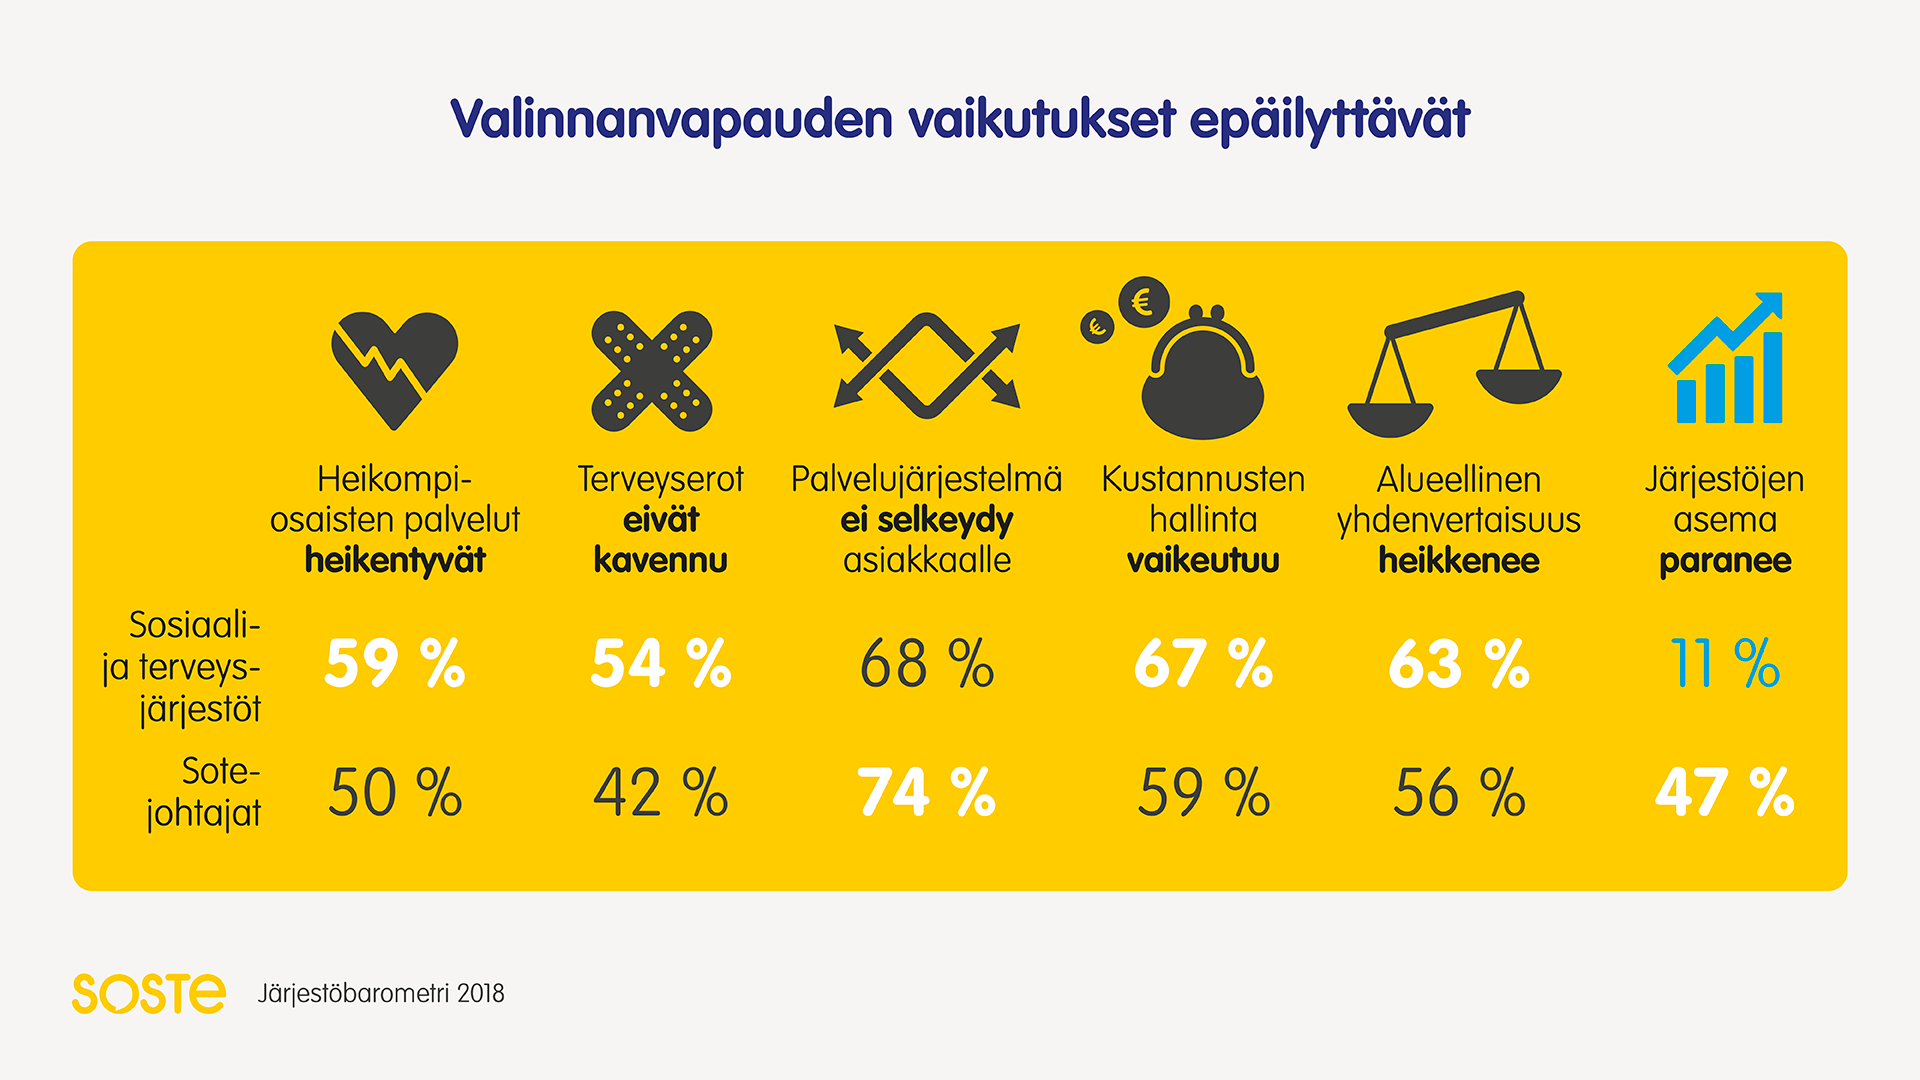 Valinnanvapauden vaikutukset epäilyttävät
€ €
Heikompi-
osaisten palvelut
heikentyvät
Terveyserot
eivät
kavennu
Palvelujärjestelmä
ei selkeydy
asiakkaalle
Kustannusten
hallinta
vaikeutuu
Alueellinen
yhdenvertaisuus
heikkenee
Järjestöjen
asema
paranee
Sosiaali-
ja terveys-
järjestöt
59 % 54 % 68 % 67 % 63 % 11 %
Sote-
johtajat
50 % 42 % 74 % 59 % 56 % 47 %
SOSTE Järjestöbarometri 2018